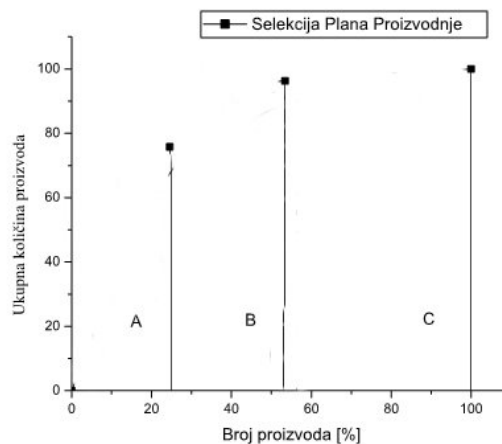 Selekcija Plana Proizvodnje
Ukupna količina proizvoda
100
80
60
40
20
0
A
B
C
0 20 40 60 80 100
Broj proizvoda [%]